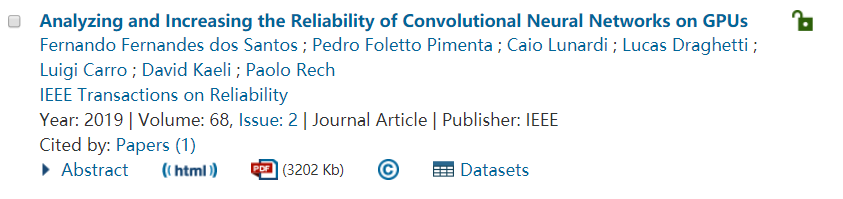 Analyzing and Increasing the Reliability of Convolutional Neural Networks on GPUs
Fernando Fernandes dos Santos ; Pedro Foletto Pimenta ; Caio Lunardi ; Lucas Draghetti ;
Luigi Carro ; David Kaeli ; Paolo Rech
IEEE Transactions on Reliability
Year: 2019 | Volume: 68, Issue: 2 | Journal Article | Publisher: IEEE
Cited by: Papers (1)
Abstract ((html)) PDF (3202 Kb) © Datasets